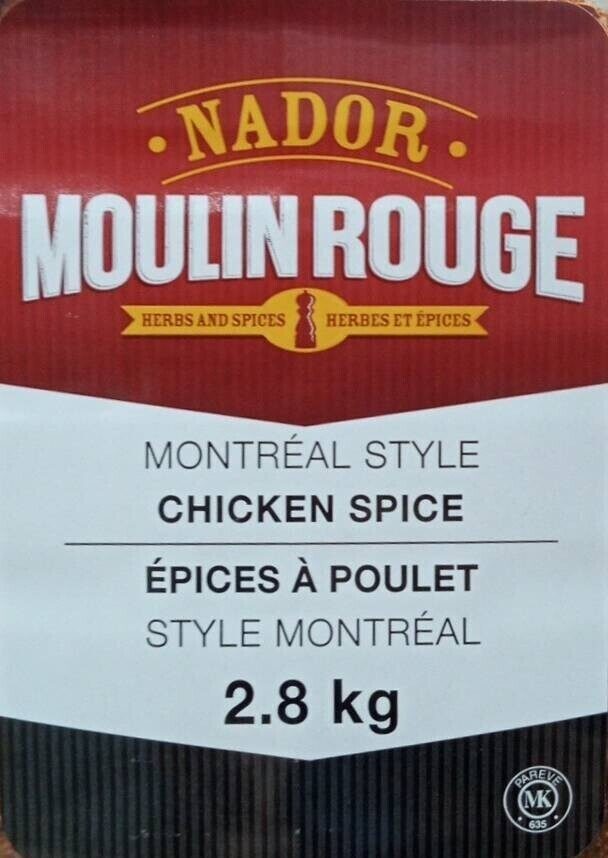 • NADOR •
MOULIN ROUGE
HERBS AND SPICES HERBES ET ÉPICES
MONTRÉAL STYLE
CHICKEN SPICE
ÉPICES À POULET
STYLE MONTRÉAL
2.8 kg
PAREVE
MK
635